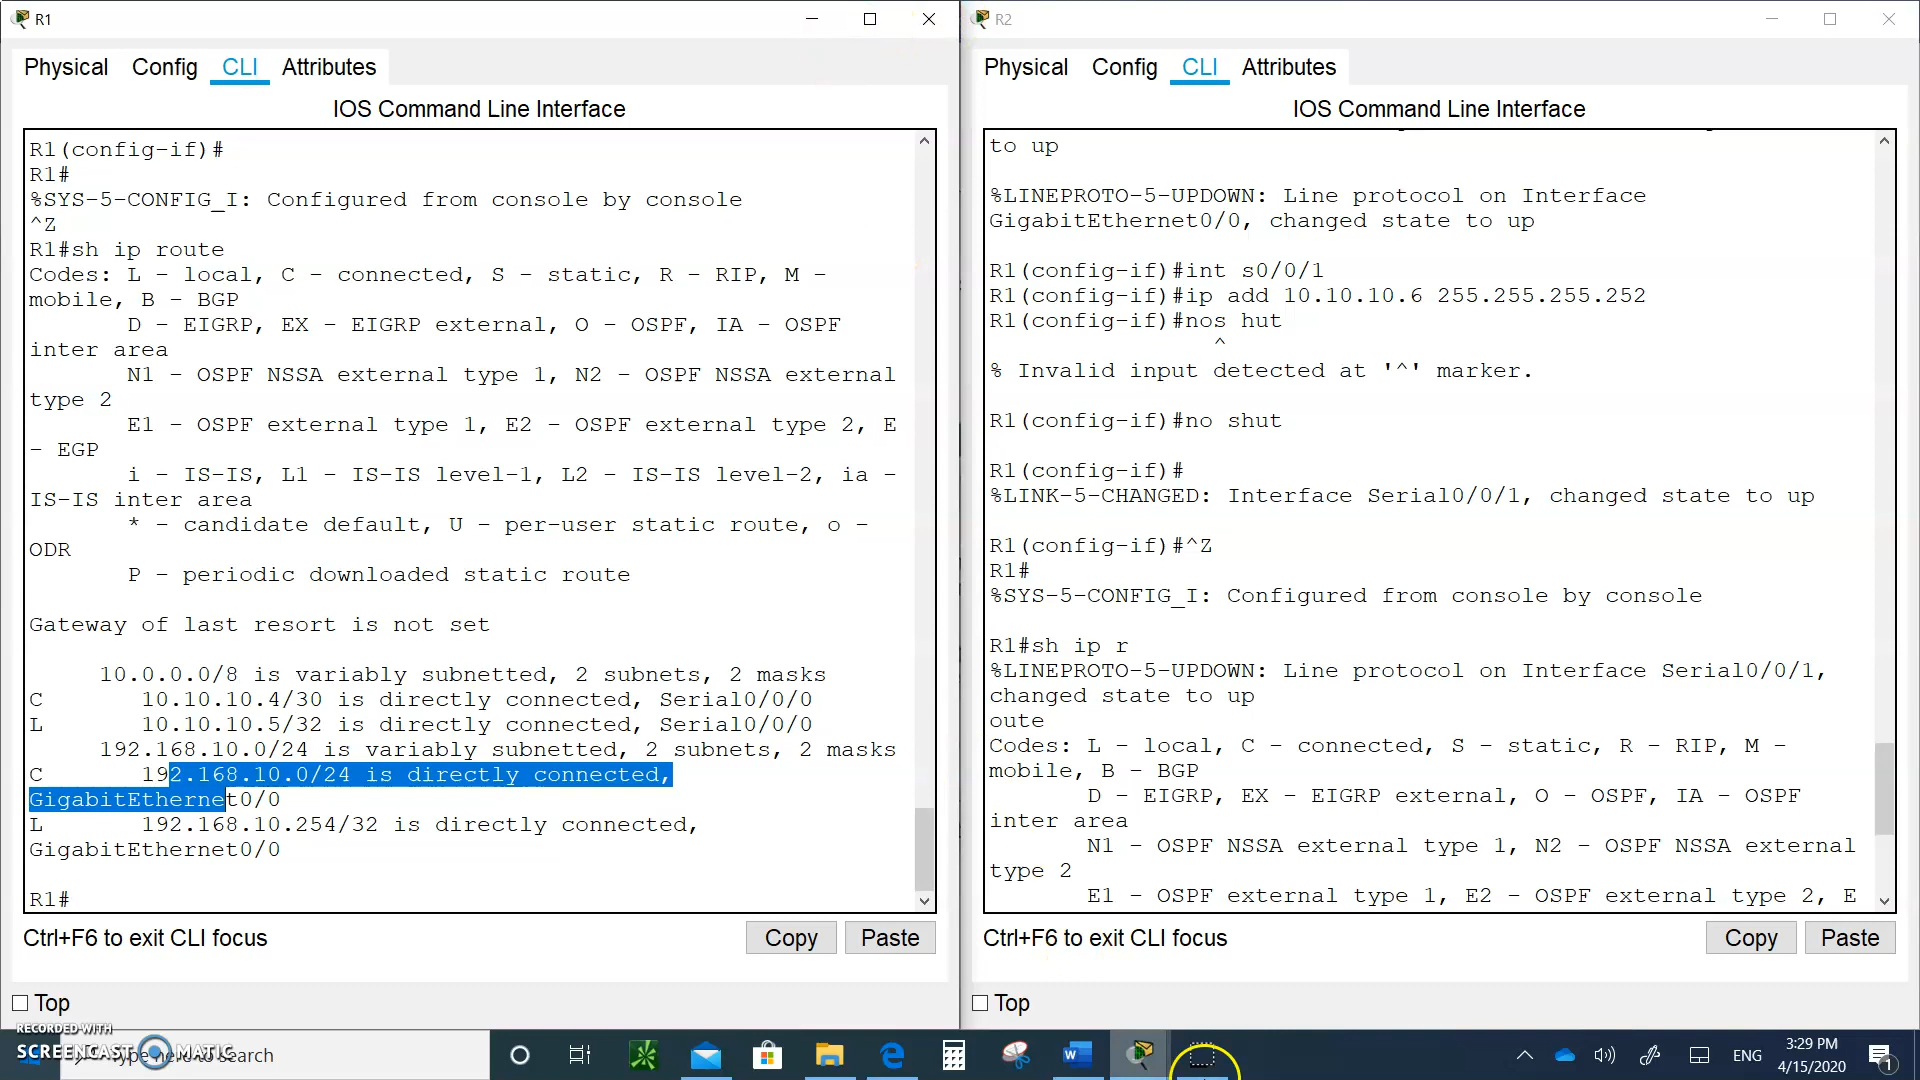 R1
Physical Config CLI Attributes
IOS Command Line Interface
R1(config-if)#
R1#
%SYS-5-CONFIG_I: Configured from console by console
^Z
R1#sh ip route
Codes: L - local, C - connected, S - static, R - RIP, M -
mobile, B - BGP
D - EIGRP, EX - EIGRP external, O - OSPF, IA - OSPF
inter area
N1 - OSPF NSSA external type 1, N2 - OSPF NSSA external
type 2
E1 - OSPF external type 1, E2 - OSPF external type 2, E
- EGP
i - IS-IS, L1 - IS-IS level-1, L2 - IS-IS level-2, ia -
IS-IS inter area
* - candidate default, U - per-user static route, o -
ODR
P - periodic downloaded static route
Gateway of last resort is not set
10.0.0.0/8 is variably subnetted, 2 subnets, 2 masks
C 10.10.10.4/30 is directly connected, Serial0/0/0
L 10.10.10.5/32 is directly connected, Serial0/0/0
192.168.10.0/24 is variably subnetted, 2 subnets, 2 masks
C 192.168.10.0/24 is directly connected,
GigabitEthernet0/0
L 192.168.10.254/32 is directly connected,
GigabitEthernet0/0
R1#
Ctrl+F6 to exit CLI focus
Copy Paste
Top
R2
Physical Config CLI Attributes
IOS Command Line Interface
to up
%LINEPROTO-5-UPDOWN: Line protocol on Interface
GigabitEthernet0/0, changed state to up
R1(config-if)#int s0/0/1
R1(config-if)#ip add 10.10.10.6 255.255.255.252
R1(config-if)#nos hut
^
% Invalid input detected at '^' marker.
R1(config-if)#no shut
R1(config-if)#
%LINK-5-CHANGED: Interface Serial0/0/1, changed state to up
R1(config-if)#^Z
R1#
%SYS-5-CONFIG_I: Configured from console by console
R1#sh ip r
%LINEPROTO-5-UPDOWN: Line protocol on Interface Serial0/0/1,
changed state to up
oute
Codes: L - local, C - connected, S - static, R - RIP, M -
mobile, B - BGP
D - EIGRP, EX - EIGRP external, O - OSPF, IA - OSPF
inter area
N1 - OSPF NSSA external type 1, N2 - OSPF NSSA external
type 2
E1 - OSPF external type 1, E2 - OSPF external type 2, E
Ctrl+F6 to exit CLI focus
Copy Paste
Top
RECORDED WITH
SCREENCAST MATIC
Type here to search
W
ENG
3:29 PM
4/15/2020
1